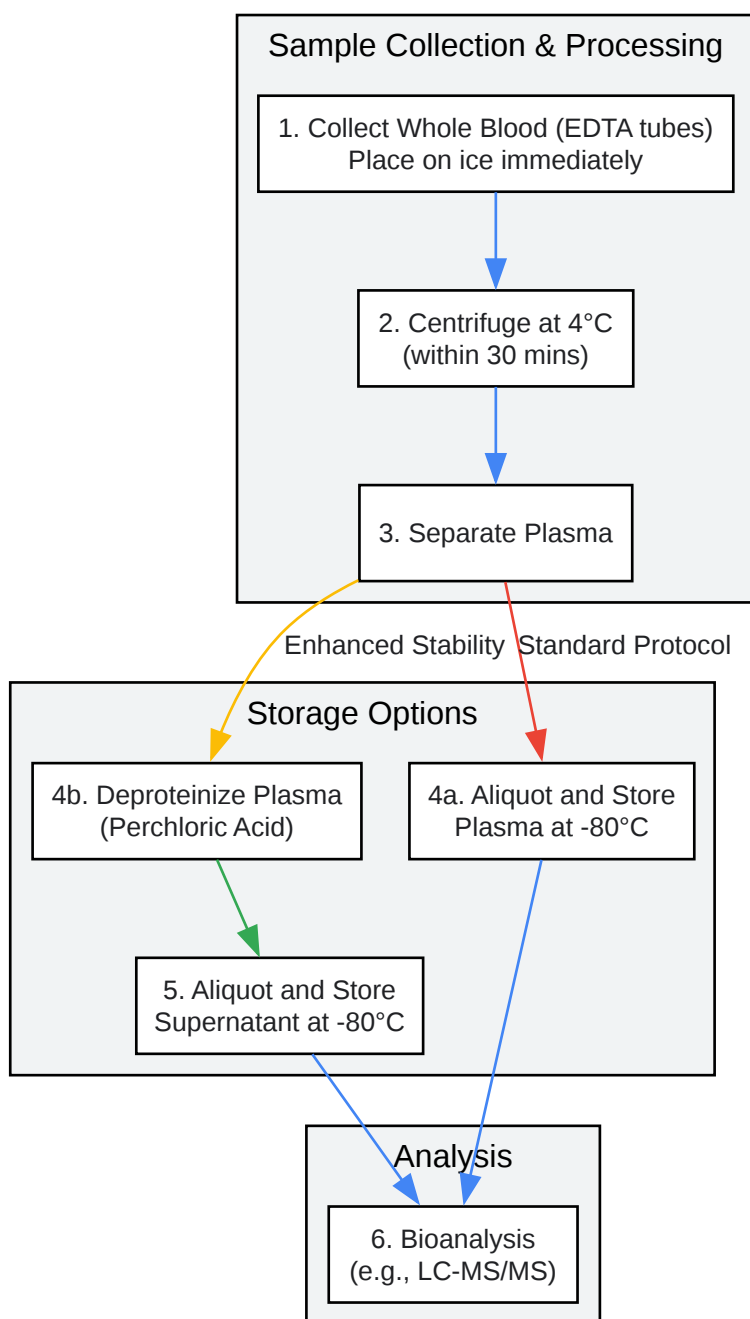 Sample Collection & Processing
1. Collect Whole Blood (EDTA tubes)
Place on ice immediately
2. Centrifuge at 4°C
(within 30 mins)
3. Separate Plasma
Enhanced Stability
Standard Protocol
Storage Options
4b. Deproteinize Plasma
(Perchloric Acid)
4a. Aliquot and Store
Plasma at -80°C
5. Aliquot and Store
Supernatant at -80°C
Analysis
6. Bioanalysis
(e.g., LC-MS/MS)